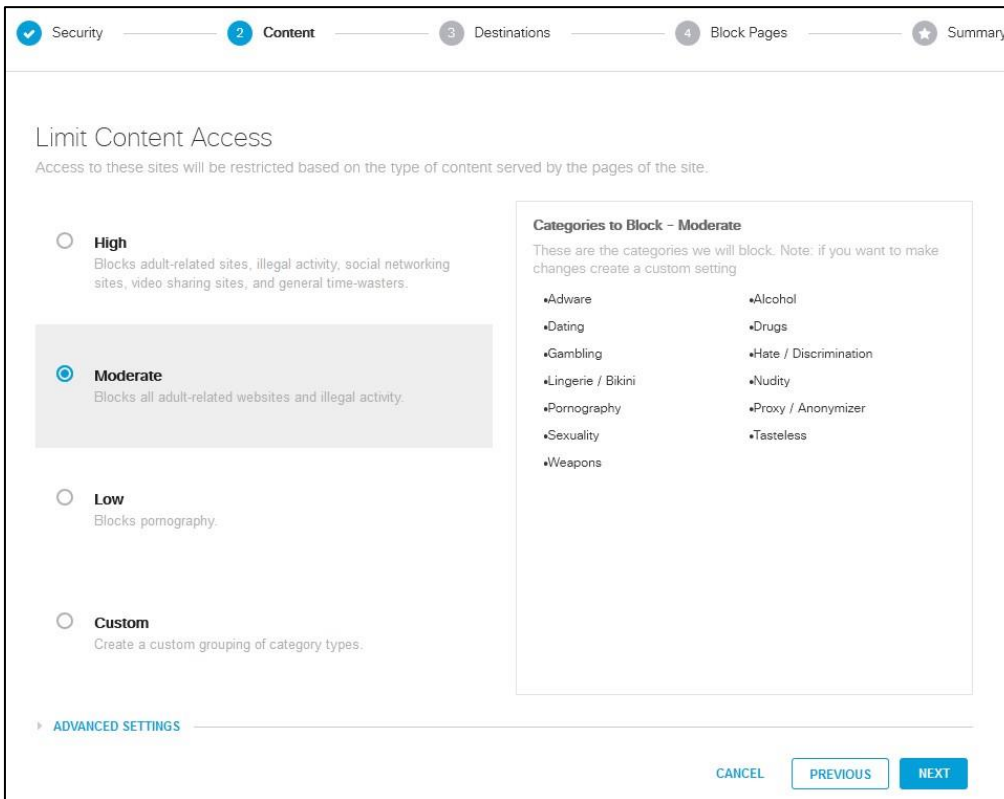 Security
2 Content
3 Destinations
4 Block Pages
Summary
Limit Content Access
Access to these sites will be restricted based on the type of content served by the pages of the site.
High
Blocks adult-related sites, illegal activity, social networking
sites, video sharing sites, and general time-wasters.
Moderate
Blocks all adult-related websites and illegal activity.
Low
Blocks pornography.
Custom
Create a custom grouping of category types.
Categories to Block – Moderate
These are the categories we will block. Note: if you want to make
changes create a custom setting
•Adware
•Alcohol
•Dating
•Drugs
•Gambling
•Hate / Discrimination
•Lingerie / Bikini
•Nudity
•Pornography
•Proxy / Anonymizer
•Sexuality
•Tasteless
•Weapons
ADVANCED SETTINGS
CANCEL
PREVIOUS
NEXT